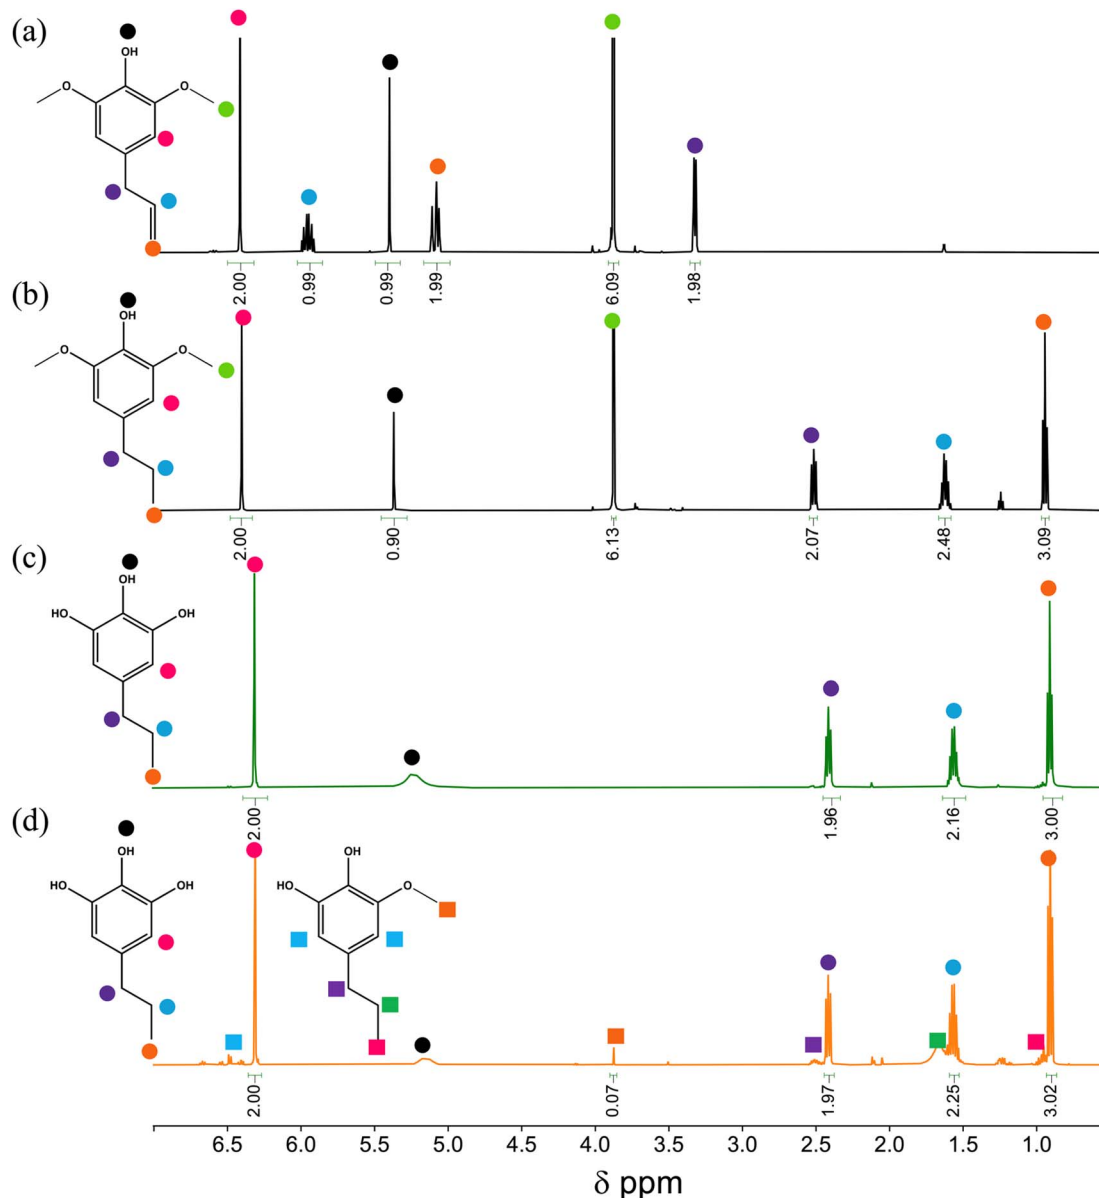 (a)
OH
O
O
2.00
0.99
0.99
1.99
6.09
1.98
(b)
OH
O
O
2.00
0.90
6.13
2.07
2.48
3.09
(c)
OH
HO
OH
2.00
1.96
2.16
3.00
(d)
OH
HO
OH
OH
HO
O
2.00
0.07
1.97
2.25
3.02
6.5 6.0 5.5 5.0 4.5 4.0 3.5 3.0 2.5 2.0 1.5 1.0
δ ppm